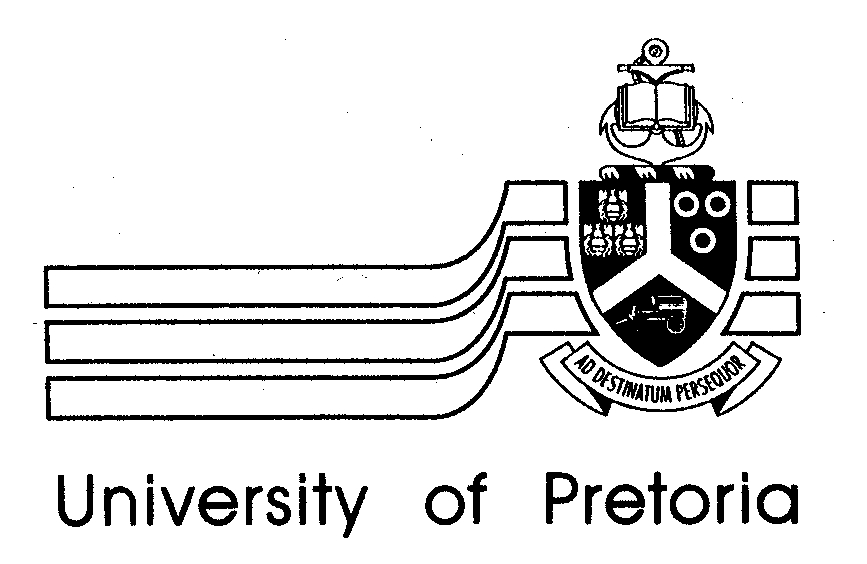 AD DESTINATUM PERSEQUOR
University of Pretoria